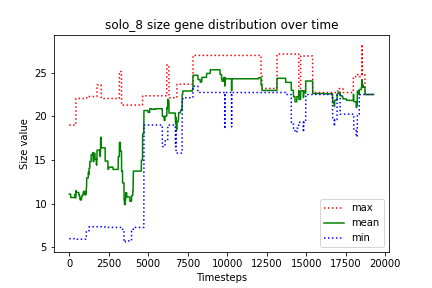 solo_8 size gene distribution over time
Size value
25
20
15
10
5
0 2500 5000 7500 10000 12500 15000 17500 20000
Timesteps
max
mean
min